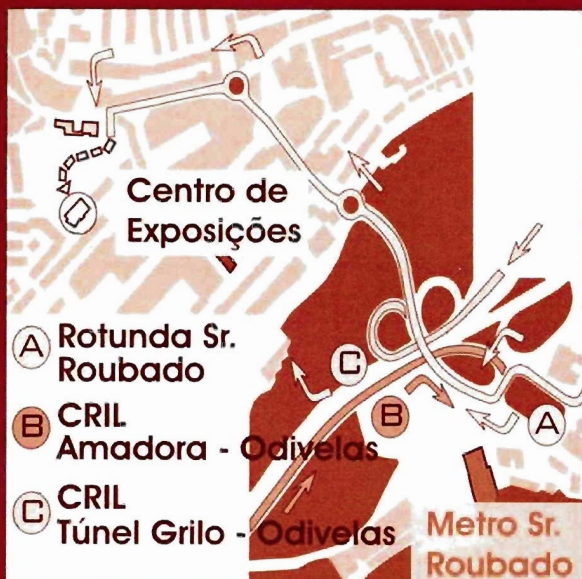 Centro de
Exposições
A Rotunda Sr.
Roubado
B CRIL
Amadora - Odivelas
C CRIL
Túnel Grilo - Odivelas
C
B
A
Metro Sr.
Roubado